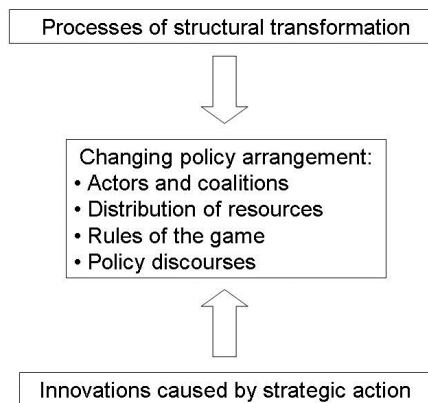 Processes of structural transformation
Changing policy arrangement:
• Actors and coalitions
• Distribution of resources
• Rules of the game
• Policy discourses
Innovations caused by strategic action